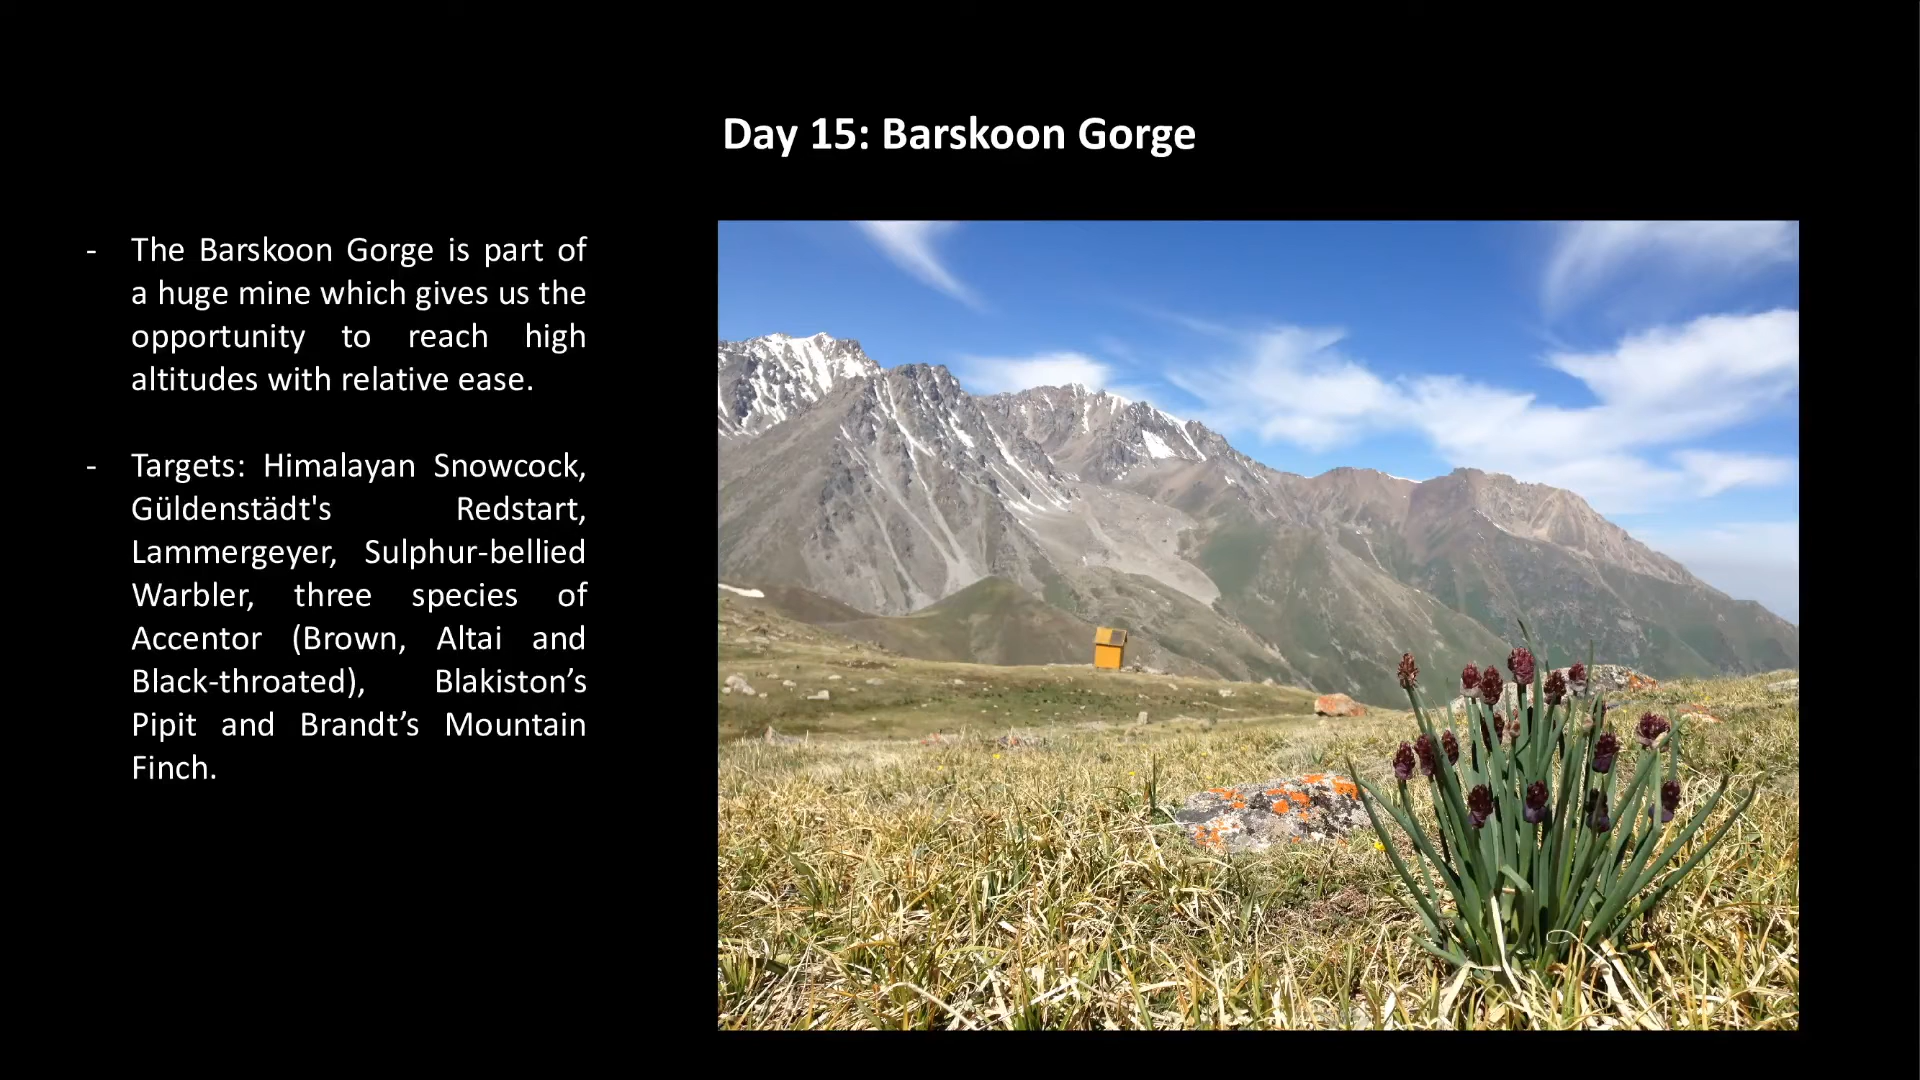 Day 15: Barskoon Gorge
- The Barskoon Gorge is part of
a huge mine which gives us the
opportunity to reach high
altitudes with relative ease.
- Targets: Himalayan Snowcock,
Güldenstädt's Redstart,
Lammergeyer, Sulphur-bellied
Warbler, three species of
Accentor (Brown, Altai and
Black-throated), Blakiston’s
Pipit and Brandt’s Mountain
Finch.